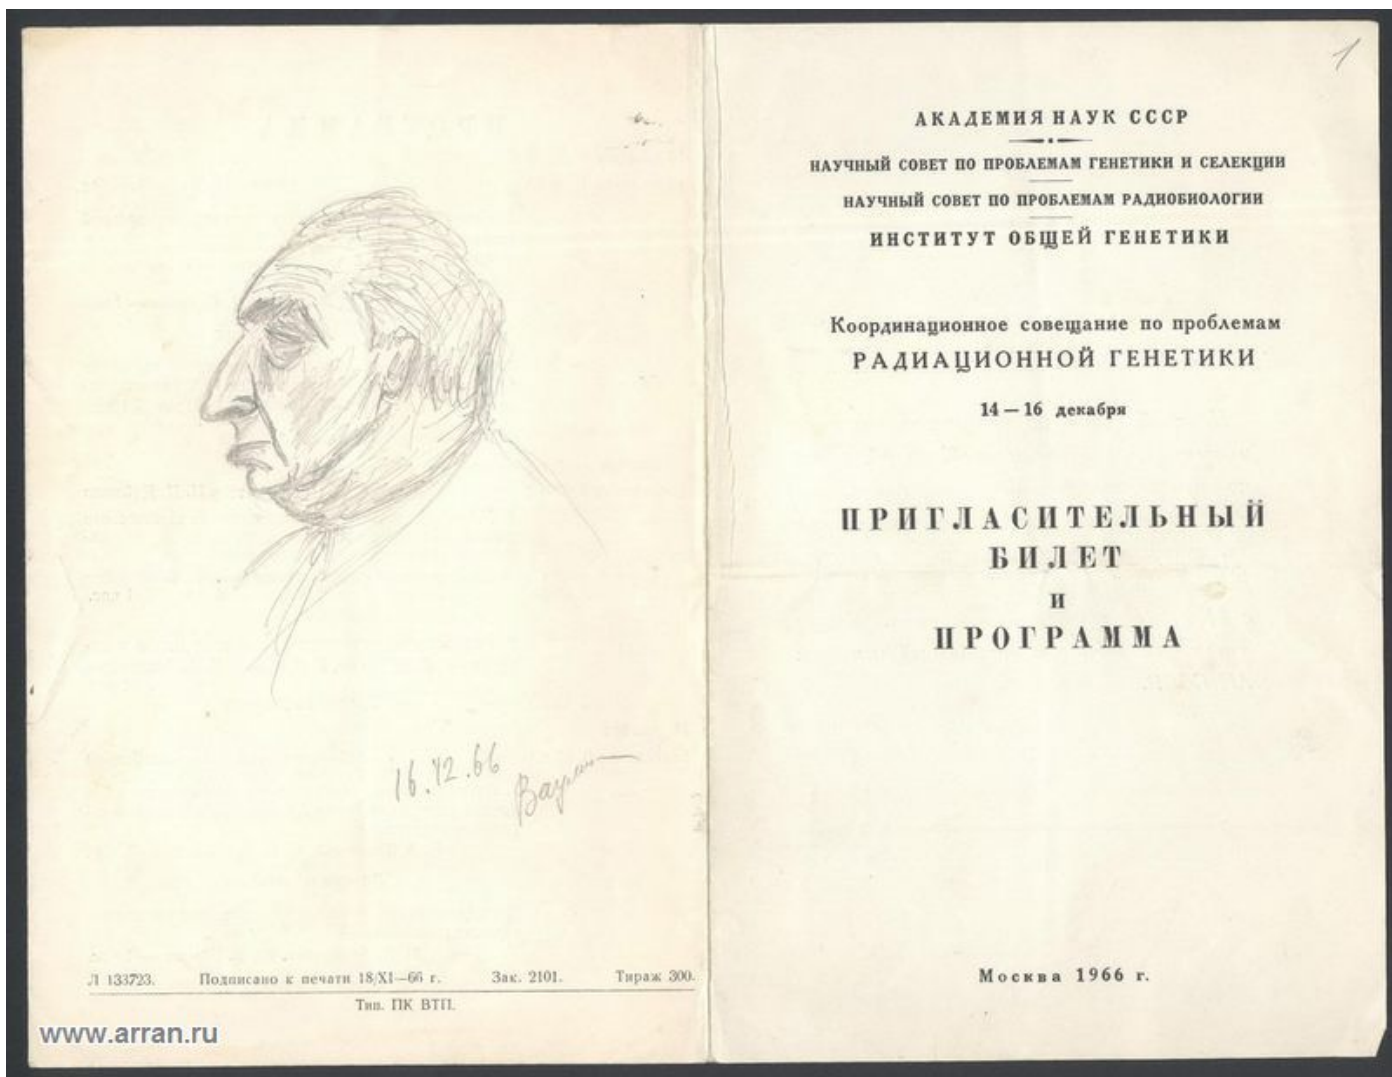 16.12.66
Л 133723. Подписано к печати 18/XI—66 г. Зак. 2101. Тираж 300.
Тип. ПК ВТП.
www.arran.ru
1
АКАДЕМИЯ НАУК СССР
НАУЧНЫЙ СОВЕТ ПО ПРОБЛЕМАМ ГЕНЕТИКИ И СЕЛЕКЦИИ
НАУЧНЫЙ СОВЕТ ПО ПРОБЛЕМАМ РАДИОБИОЛОГИИ
ИНСТИТУТ ОБЩЕЙ ГЕНЕТИКИ
Координационное совещание по проблемам
РАДИАЦИОННОЙ ГЕНЕТИКИ
14 — 16 декабря
ПРИГЛАСИТЕЛЬНЫЙ
БИЛЕТ
и
ПРОГРАММА
Москва 1966 г.